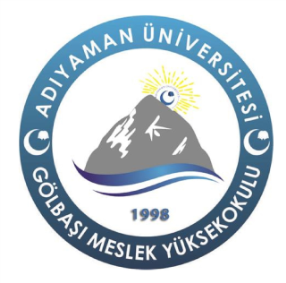 ADIYAMAN ÜNİVERSİTESİ
GÖLBAŞI MESLEK YÜKSEKOKULU
1998